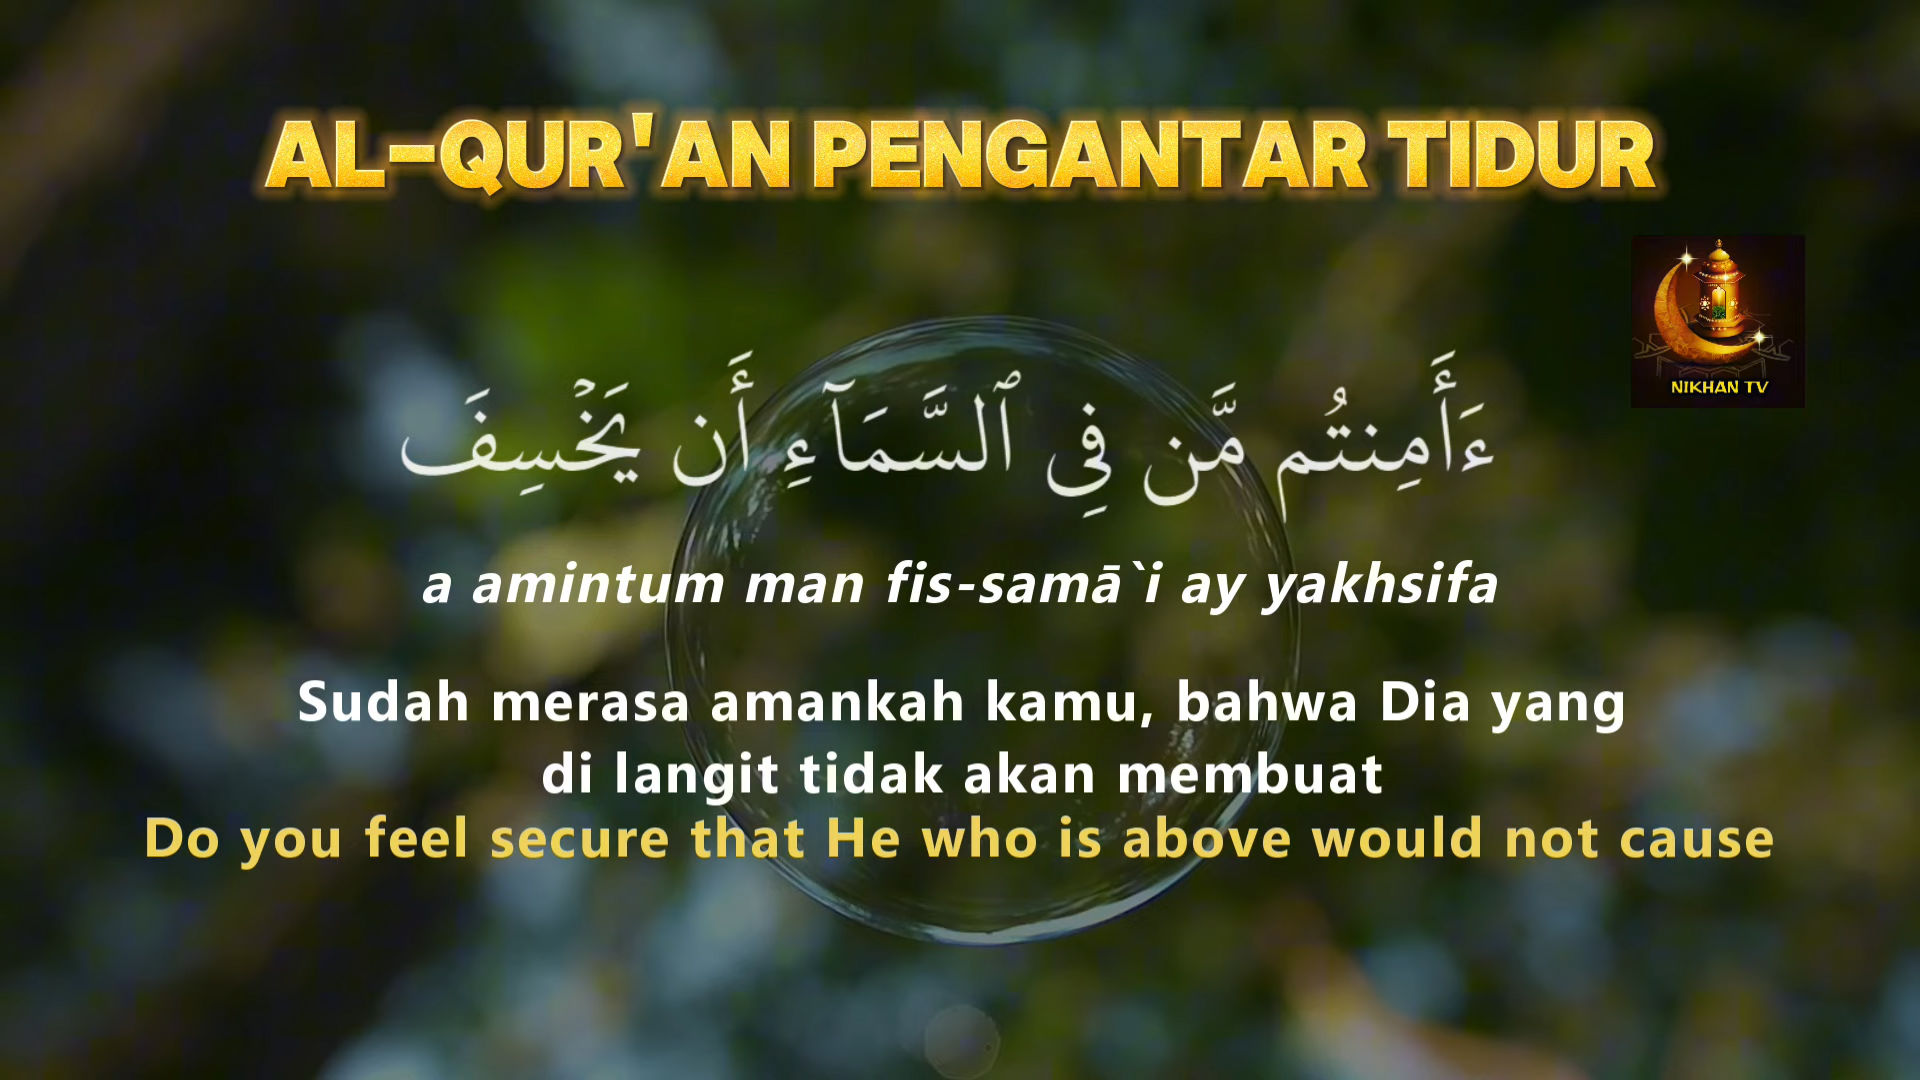 AL-QUR'AN PENGANTAR TIDUR
NIKHAN TV
ءَأَمِنتُم مَّن فِى ٱلسَّمَآءِ أَن يَخْسِفَ
a amintum man fis-samā`i ay yakhsifa
Sudah merasa amankah kamu, bahwa Dia yang
di langit tidak akan membuat
Do you feel secure that He who is above would not cause